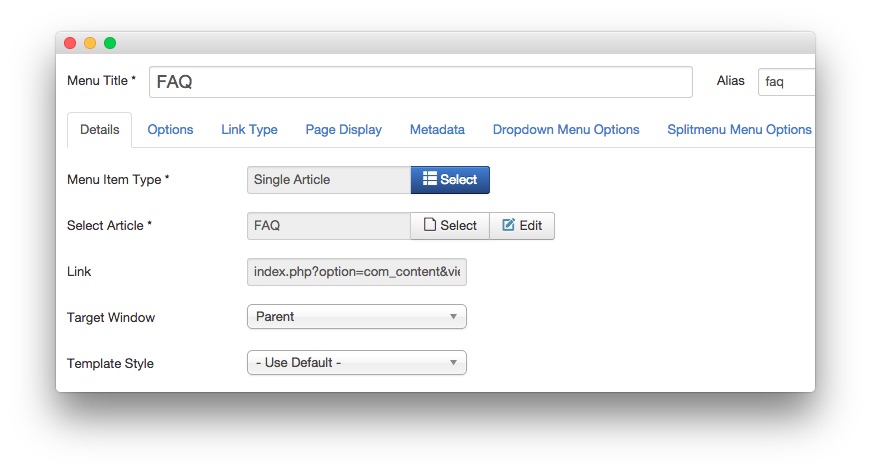 Menu Title * FAQ Alias faq
Details Options Link Type Page Display Metadata Dropdown Menu Options Splitmenu Menu Options
Menu Item Type * Single Article Select
Select Article * FAQ Select Edit
Link index.php?option=com_content&vie
Target Window Parent
Template Style - Use Default -